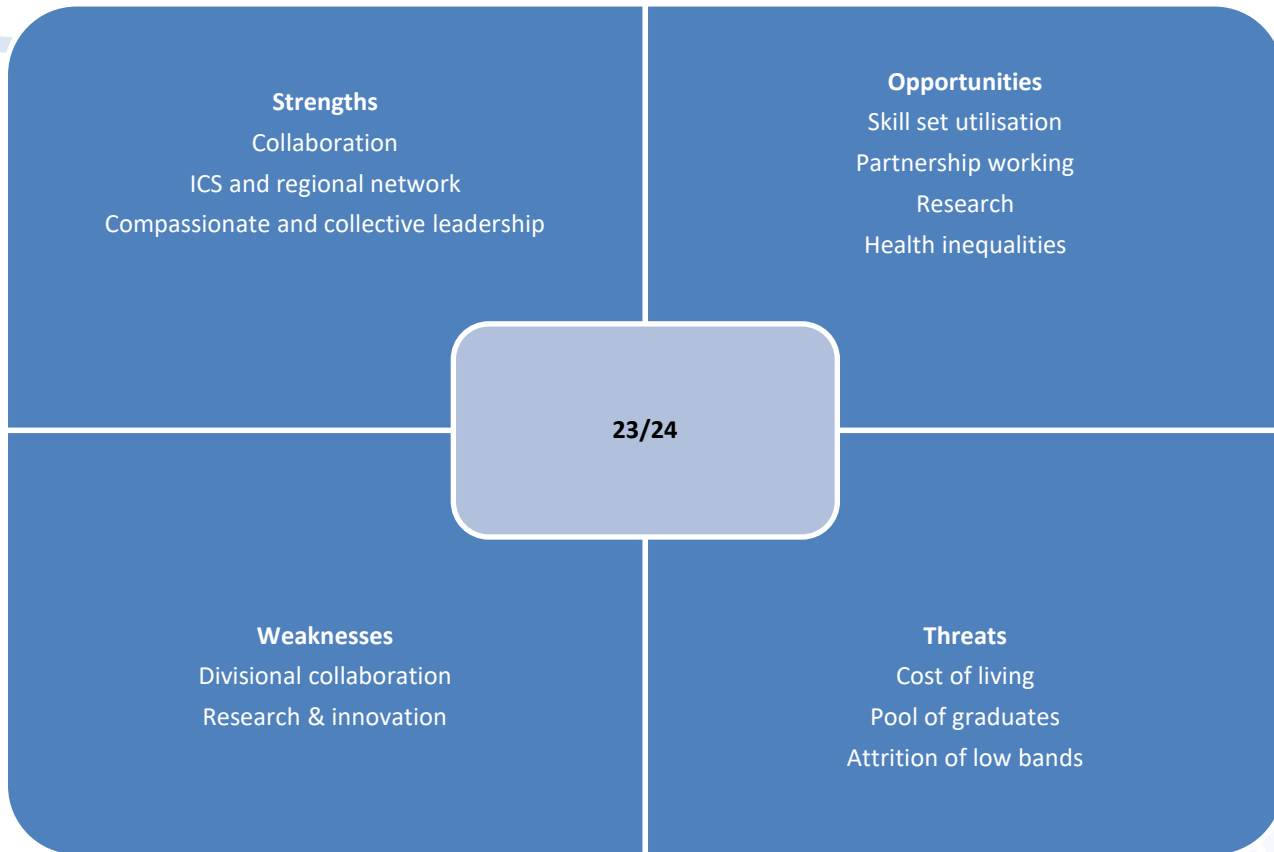 Strengths
Collaboration
ICS and regional network
Compassionate and collective leadership
Opportunities
Skill set utilisation
Partnership working
Research
Health inequalities
23/24
Weaknesses
Divisional collaboration
Research & innovation
Threats
Cost of living
Pool of graduates
Attrition of low bands